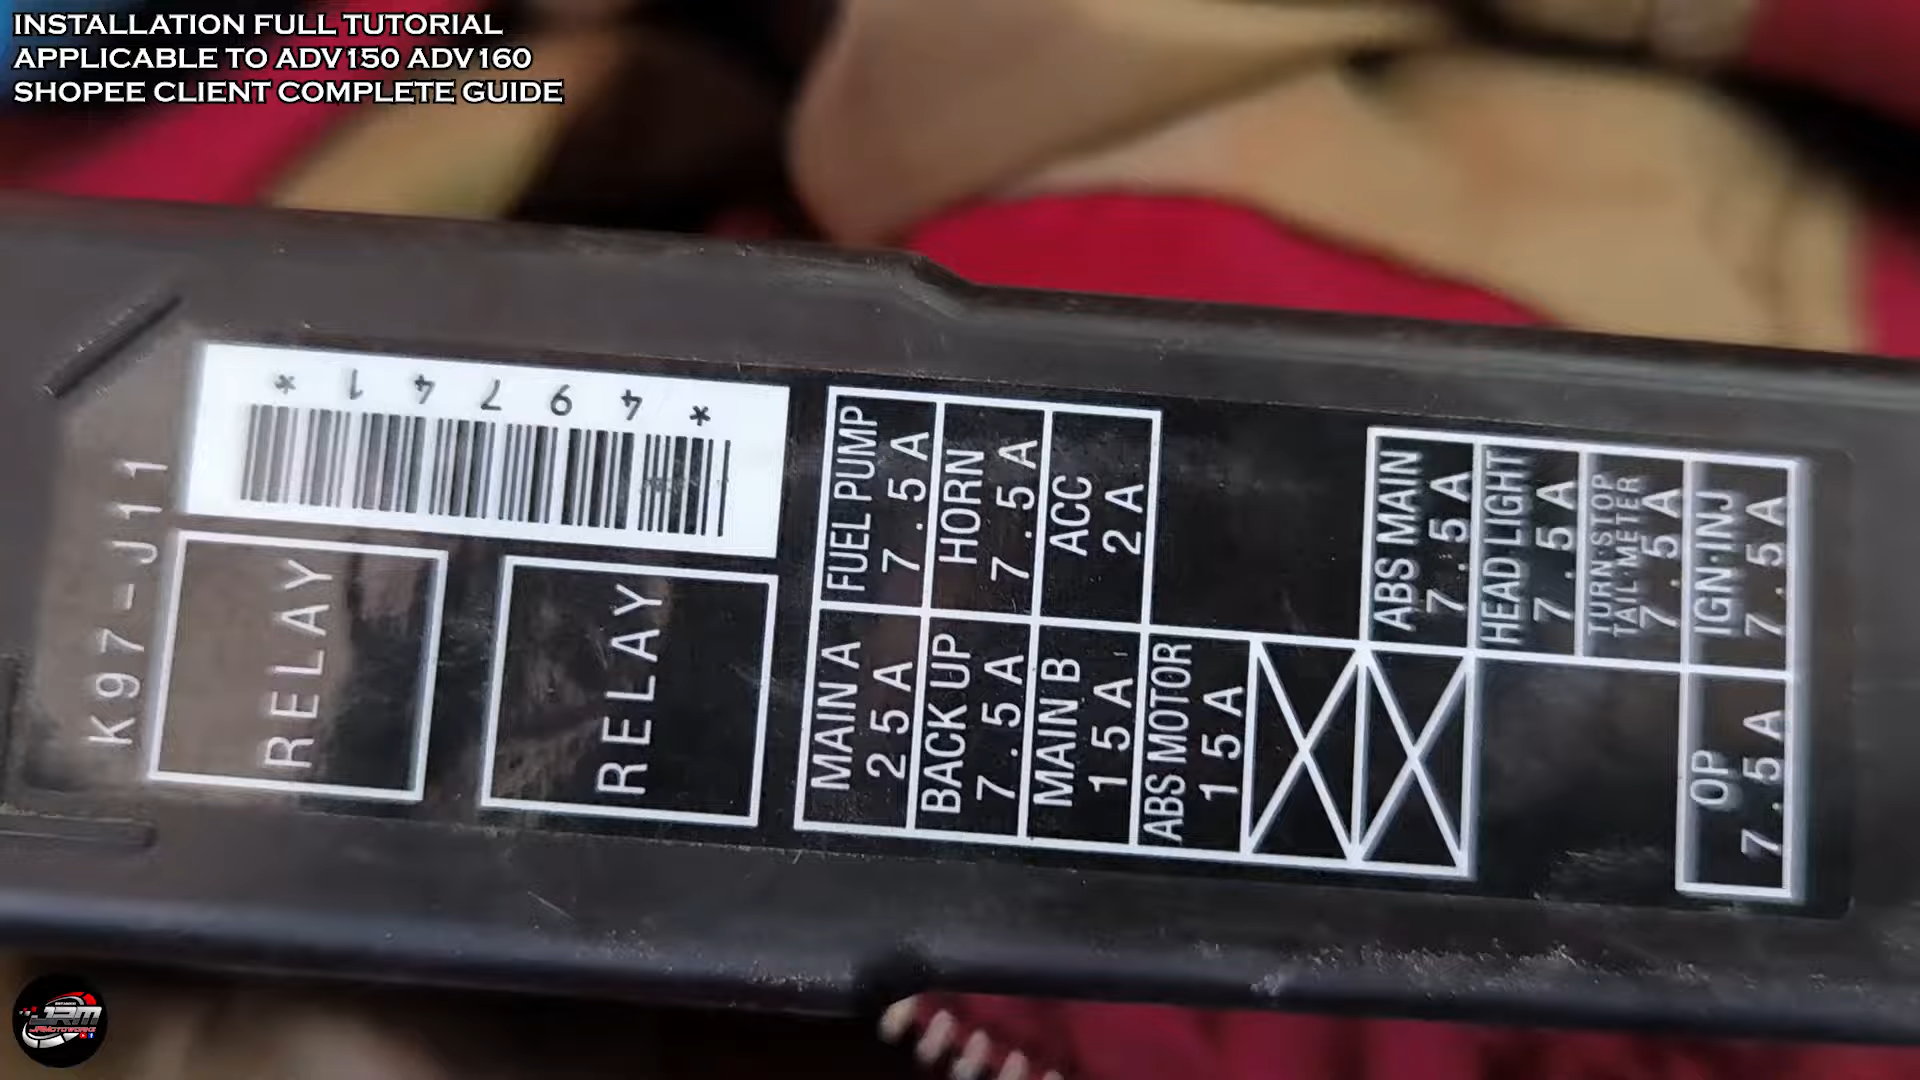 INSTALLATION FULL TUTORIAL
APPLICABLE TO ADV150 ADV160
SHOPEE CLIENT COMPLETE GUIDE
K97-J11
*49741*
RELAY
RELAY
FUEL PUMP
7.5A
HORN
7.5A
ACC
2A
MAIN A
25A
BACK UP
7.5A
MAIN B
15A
ABS MOTOR
15A
ABS MAIN
7.5A
HEAD LIGHT
7.5A
TURN·STOP
TAIL·METER
7.5A
IGN·INJ
7.5A
OP
7.5A
JRM
JRMOTOWORKZ